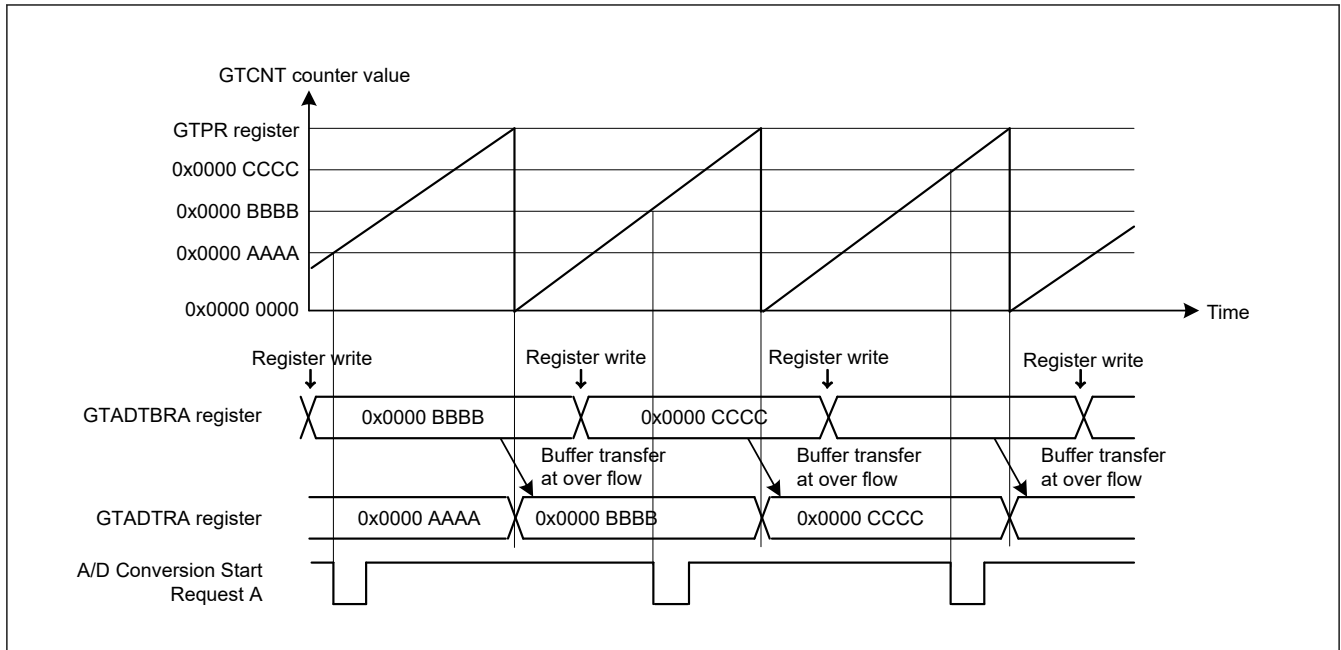 GTCNT counter value
GTPR register
0x0000 CCCC
0x0000 BBBB
0x0000 AAAA
0x0000 0000
Time
Register write
Register write
Register write
Register write
GTADTBRA register
0x0000 BBBB
0x0000 CCCC
Buffer transfer
at over flow
Buffer transfer
at over flow
Buffer transfer
at over flow
GTADTRA register
0x0000 AAAA
0x0000 BBBB
0x0000 CCCC
A/D Conversion Start
Request A